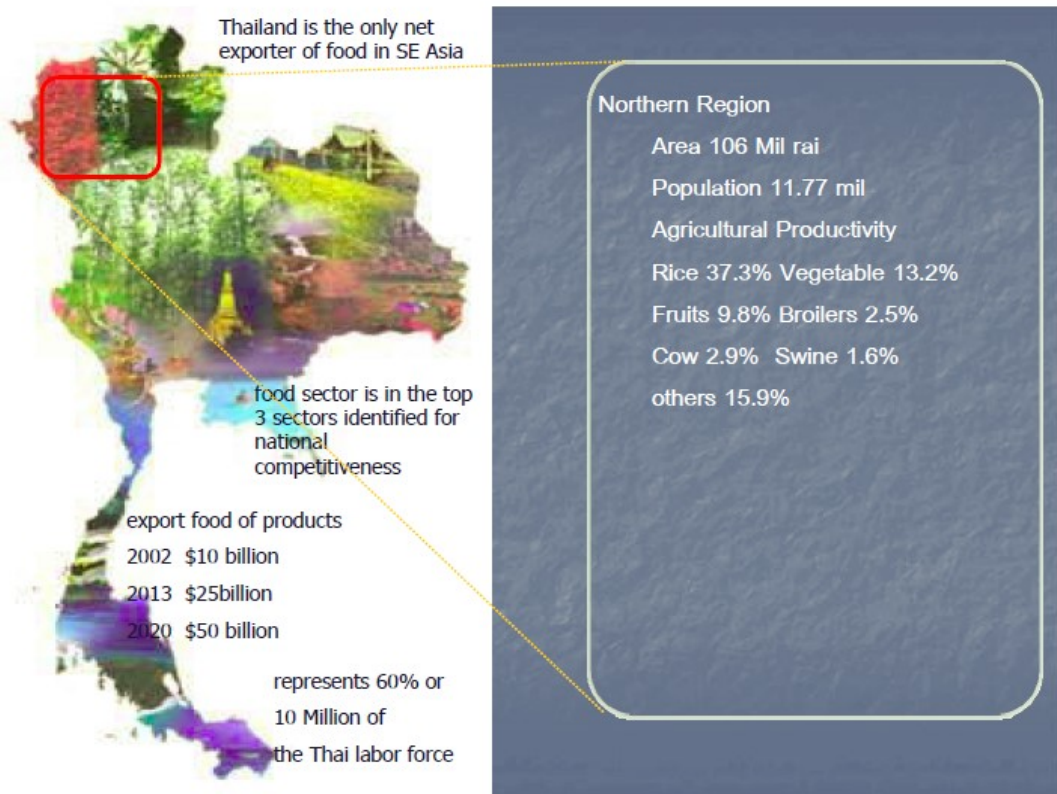 Thailand is the only net
exporter of food in SE Asia
food sector is in the top
3 sectors identified for
national
competitiveness
export food of products
2002 $10 billion
2013 $25billion
2020 $50 billion
represents 60% or
10 Million of
the Thai labor force
Northern Region
Area 106 Mil rai
Population 11.77 mil
Agricultural Productivity
Rice 37.3% Vegetable 13.2%
Fruits 9.8% Broilers 2.5%
Cow 2.9% Swine 1.6%
others 15.9%